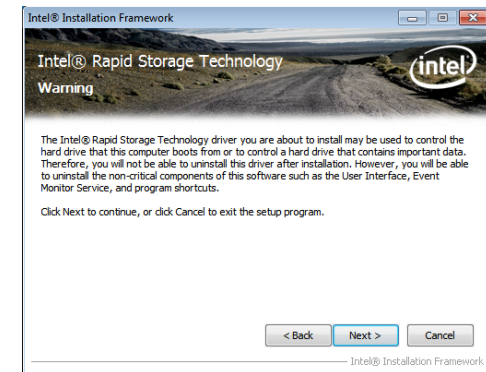 Intel® Installation Framework
Intel® Rapid Storage Technology
Warning
intel
The Intel® Rapid Storage Technology driver you are about to install may be used to control the
hard drive that this computer boots from or to control a hard drive that contains important data.
Therefore, you will not be able to uninstall this driver after installation. However, you will be able
to uninstall the non-critical components of this software such as the User Interface, Event
Monitor Service, and program shortcuts.
Click Next to continue, or click Cancel to exit the setup program.
< Back Next > Cancel
Intel® Installation Framework